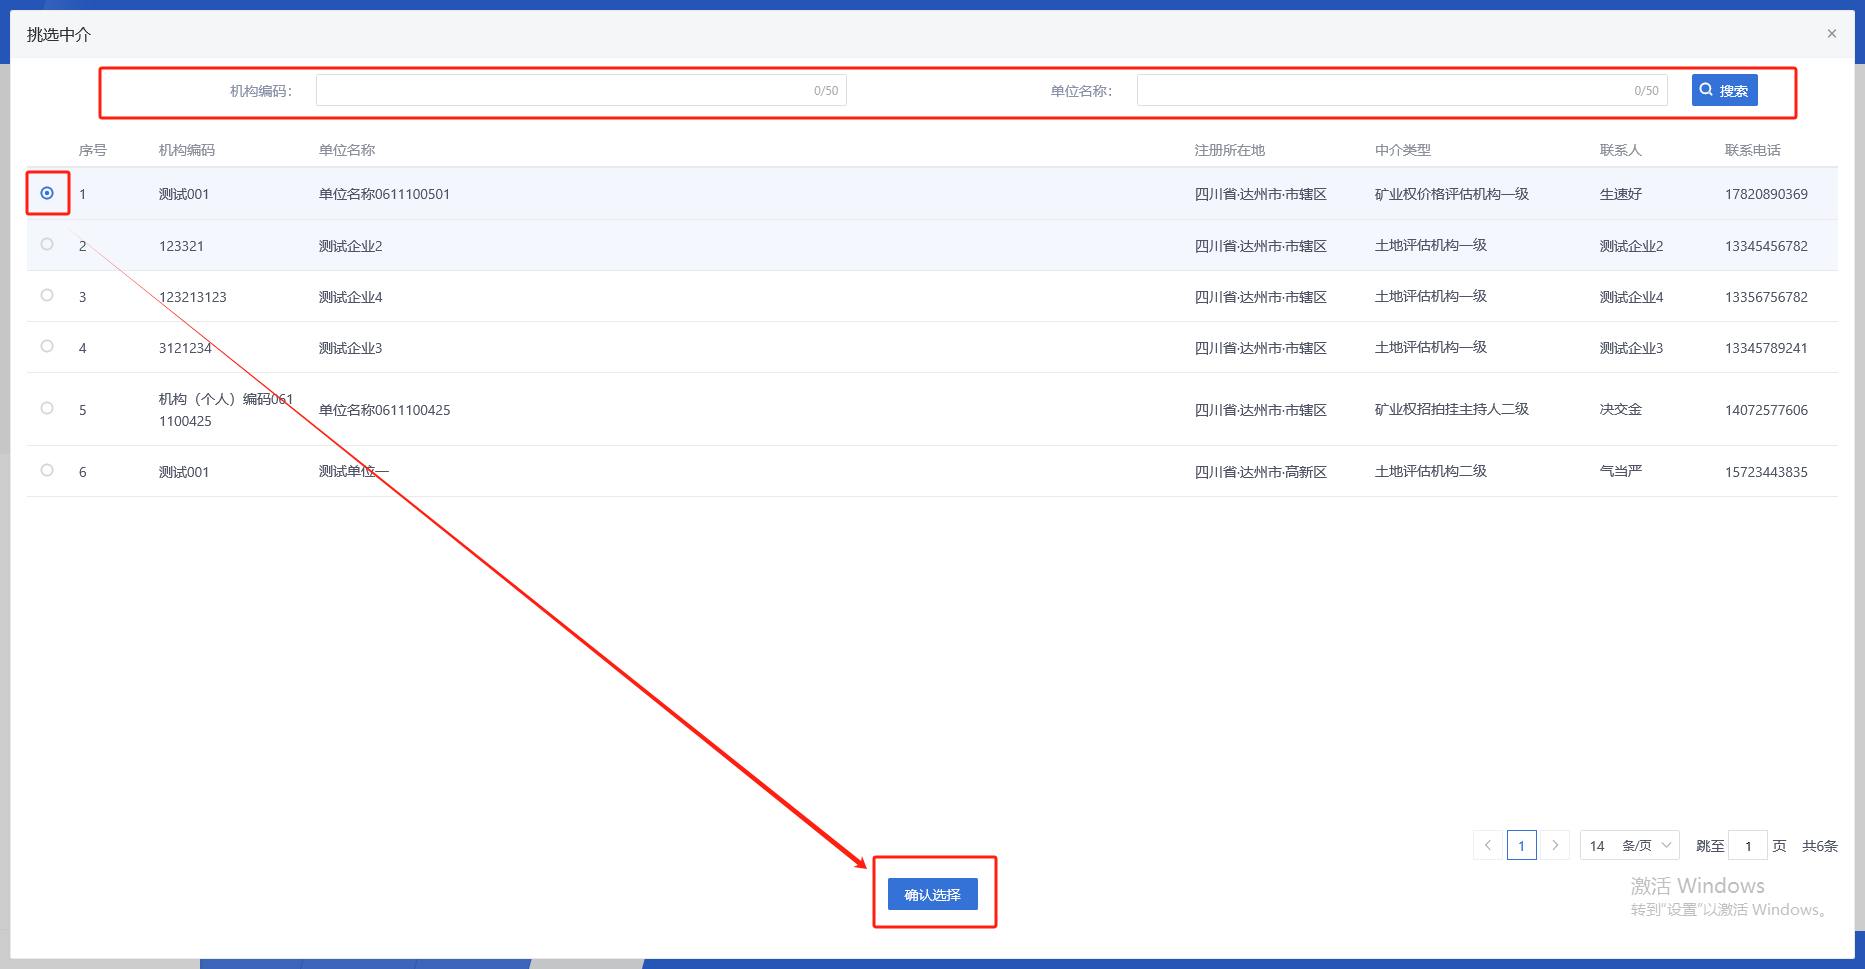 挑选中介
机构编码： 0/50 单位名称： 0/50 搜索
序号 机构编码 单位名称 注册所在地 中介类型 联系人 联系电话
1 测试001 单位名称0611100501 四川省·达州市·市辖区 矿业权价格评估机构一级 生速好 17820890369
2 123321 测试企业2 四川省·达州市·市辖区 土地评估机构一级 测试企业2 13345456782
3 123213123 测试企业4 四川省·达州市·市辖区 土地评估机构一级 测试企业4 13356756782
4 3121234 测试企业3 四川省·达州市·市辖区 土地评估机构一级 测试企业3 13345789241
5 机构（个人）编码061
1100425 单位名称0611100425 四川省·达州市·市辖区 矿业权招拍挂主持人二级 决交金 14072577606
6 测试001 测试单位一 四川省·达州市·高新区 土地评估机构二级 气当严 15723443835
1 14 条/页 跳至 1 页 共6条
确认选择
激活 Windows
转到"设置"以激活 Windows。